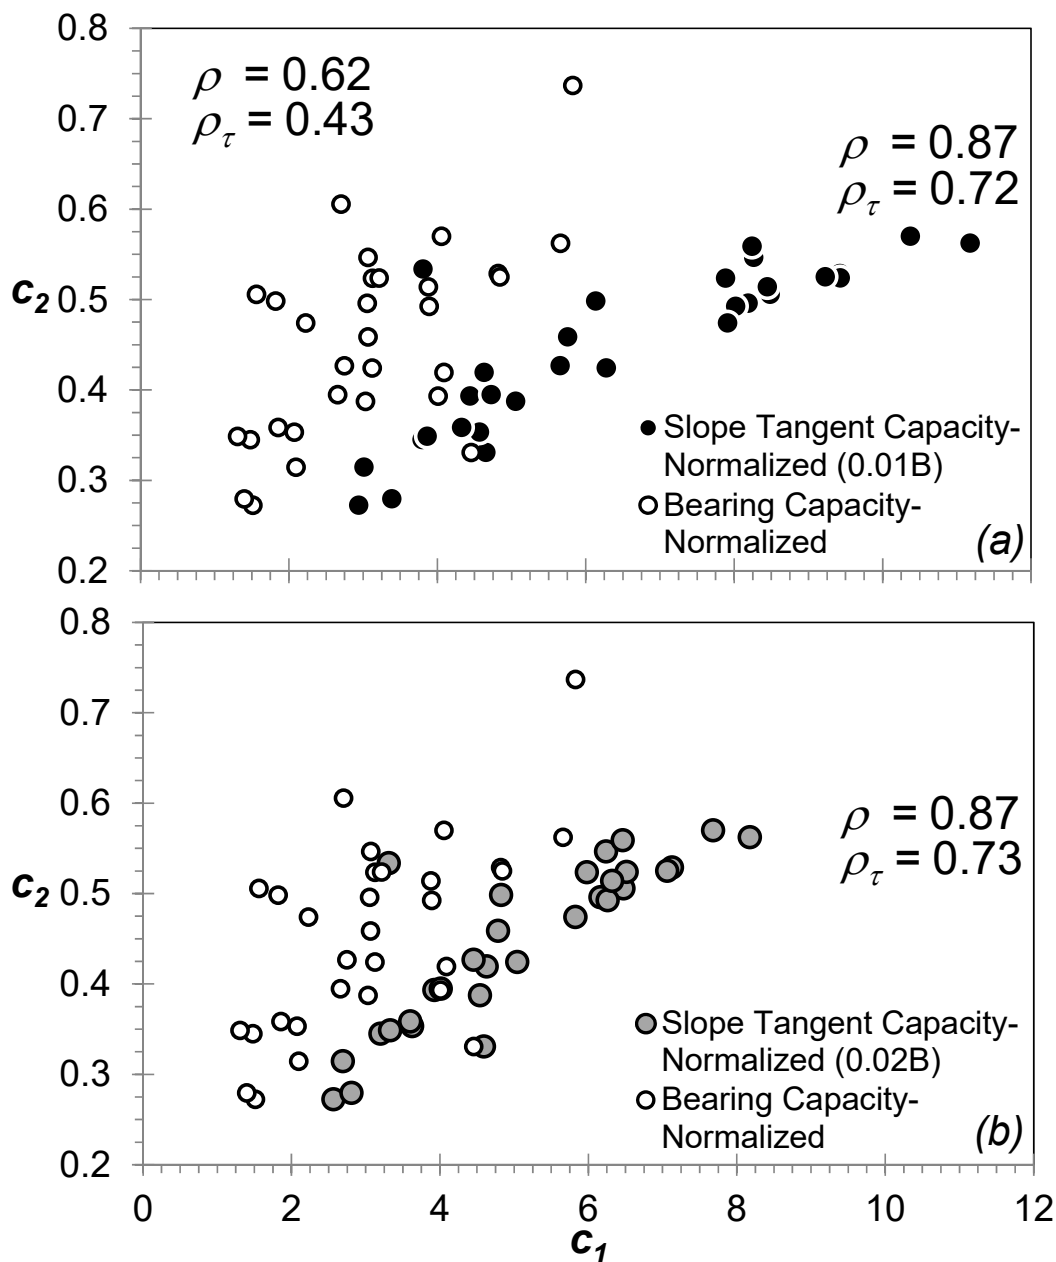 0.8
ρ = 0.62
ρτ = 0.43
0.7
ρ = 0.87
ρτ = 0.72
0.6
c2
0.5
0.4
Slope Tangent Capacity-
Normalized (0.01B)
0.3
Bearing Capacity-
Normalized
(a)
0.2
0.8
0.7
0.6
ρ = 0.87
ρτ = 0.73
c2
0.5
0.4
Slope Tangent Capacity-
Normalized (0.02B)
0.3
Bearing Capacity-
Normalized
(b)
0.2
0 2 4 6 8 10 12
c1